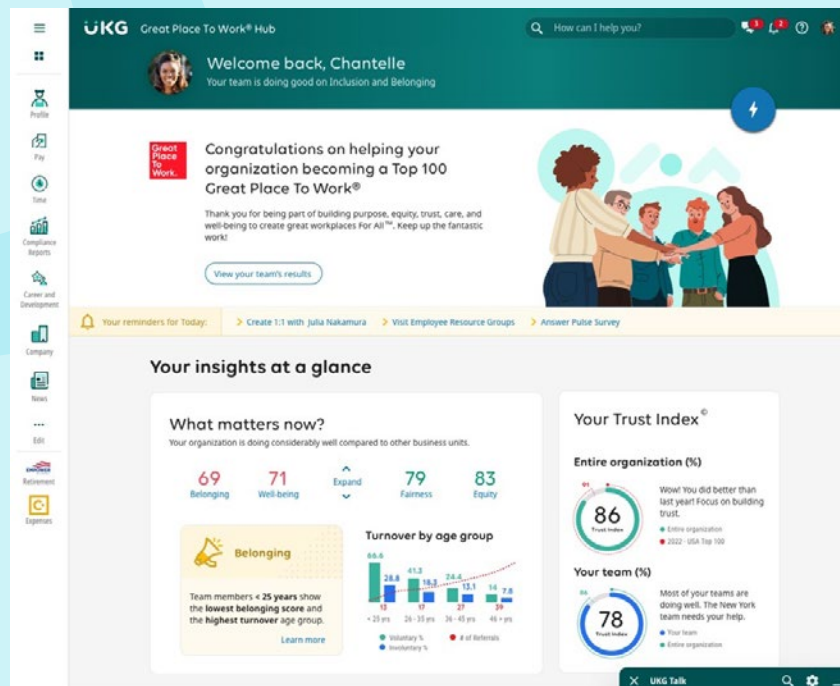 UKG Great Place To Work® Hub
How can I help you?
3
2
Welcome back, Chantelle
Your team is doing good on Inclusion and Belonging
Profile
Pay
Time
Compliance
Reports
Career and
Development
Company
News
Edit
EMPOWER
Retirement
Expenses
Great
Place
To
Work.
Congratulations on helping your
organization becoming a Top 100
Great Place To Work®
Thank you for being part of building purpose, equity, trust, care, and
well-being to create great workplaces For All™. Keep up the fantastic
work!
View your team's results
Your reminders for Today:
Create 1:1 with Julia Nakamura
Visit Employee Resource Groups
Answer Pulse Survey
Your insights at a glance
What matters now?
Your organization is doing considerably well compared to other business units.
69
Belonging
71
Well-being
Expand
79
Fairness
83
Equity
Belonging
Team members < 25 years show
the lowest belonging score and
the highest turnover age group.
Learn more
Turnover by age group
66.6
28.8
41.3
18.3
24.4
13.1
14
7.6
13 17 27 39
< 25 yrs 26 - 35 yrs 36 - 45 yrs 46 + yrs
Voluntary %
# of Referrals
Involuntary %
Your Trust Index©
Entire organization (%)
91
86
Trust Index
Wow! You did better than
last year! Focus on building
trust.
Entire organization
2022 - USA Top 100
Your team (%)
86
78
Trust Index
Most of your teams are
doing well. The New York
team needs your help.
Your team
Entire organization
UKG Talk